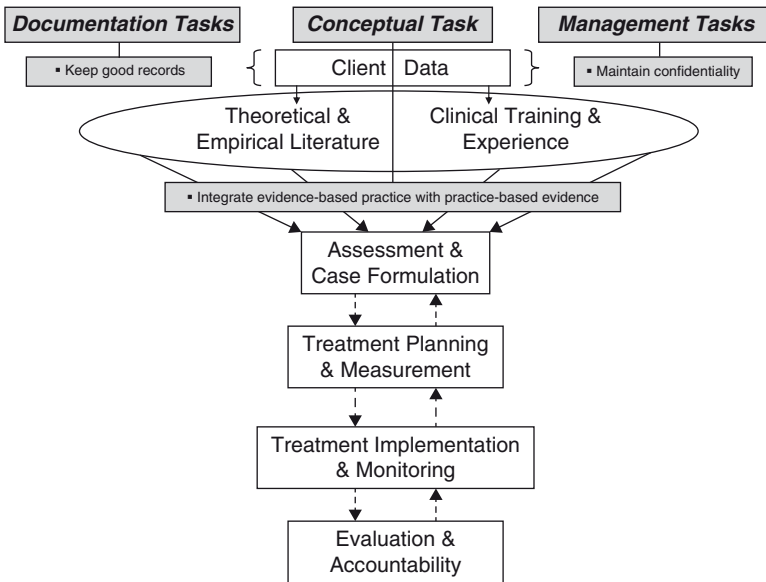 Documentation Tasks
Conceptual Task
Management Tasks
▪ Keep good records
Client Data
▪ Maintain confidentiality
Theoretical &
Empirical Literature
Clinical Training &
Experience
▪ Integrate evidence-based practice with practice-based evidence
Assessment &
Case Formulation
Treatment Planning
& Measurement
Treatment Implementation
& Monitoring
Evaluation &
Accountability